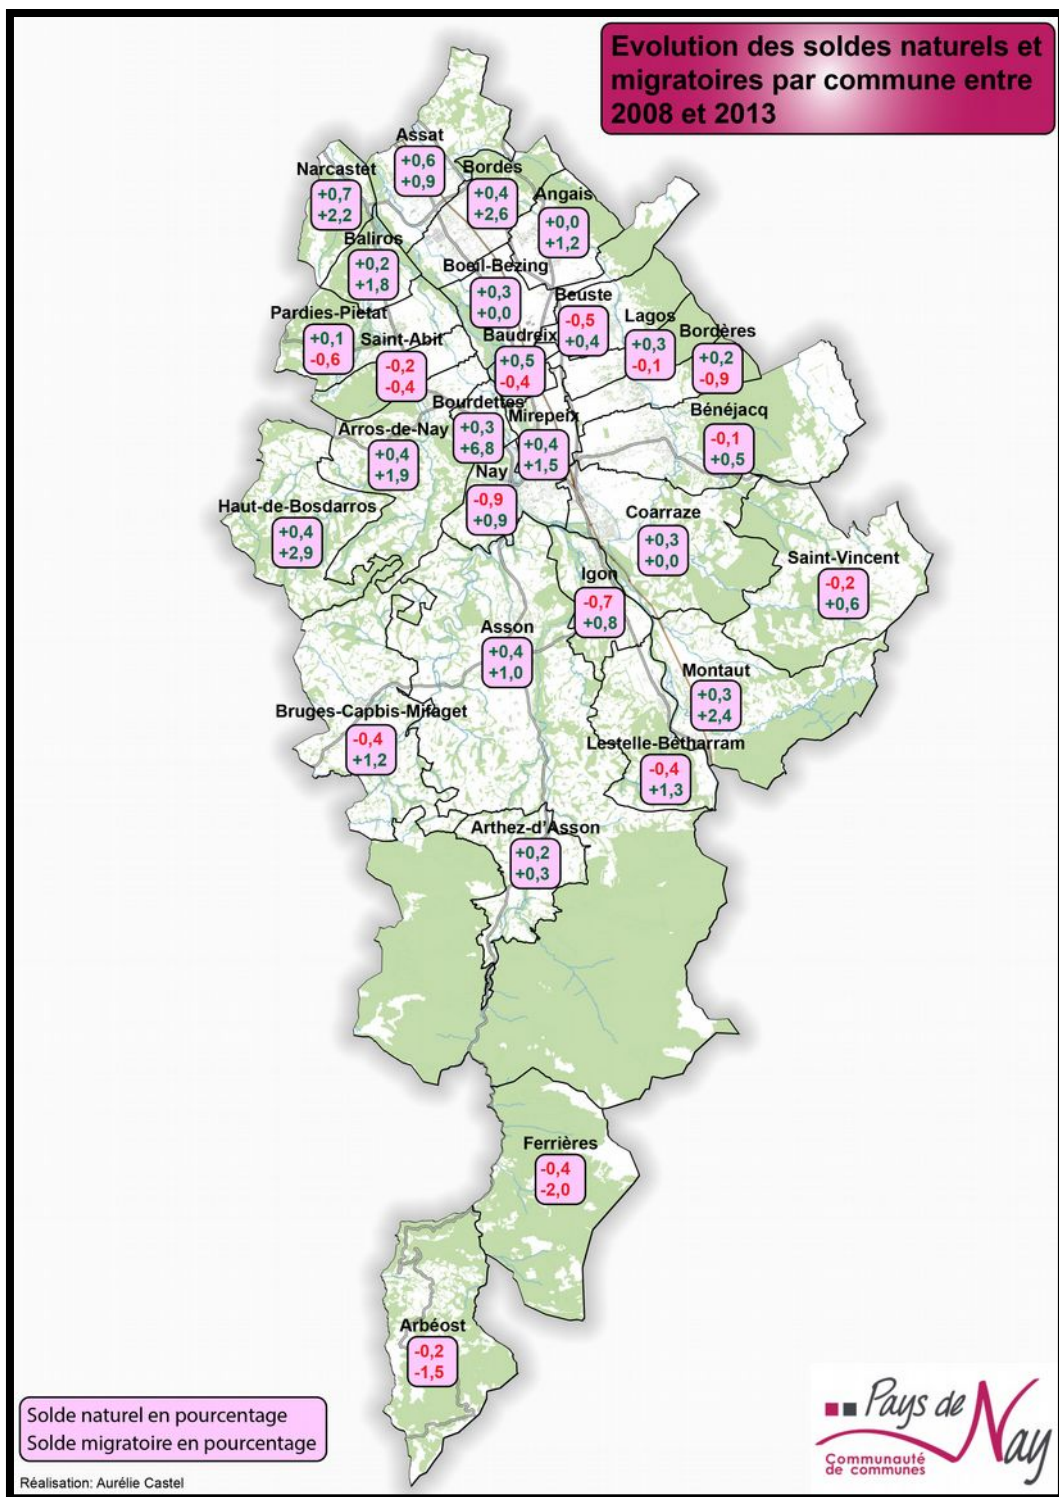 Evolution des soldes naturels et
migratoires par commune entre
2008 et 2013
Assat
+0,6
+0,9
Narcastet
+0,7
+2,2
Bordes
+0,4
+2,6
Angais
+0,0
+1,2
Baliros
+0,2
+1,8
Boeil-Bezing
+0,3
+0,0
Beuste
-0,5
+0,4
Pardies-Pietat
+0,1
-0,6
Saint-Abit
-0,2
-0,4
Baudreix
+0,5
-0,4
Lagos
+0,3
-0,1
Bordères
+0,2
-0,9
Bourdettes
+0,3
+6,8
Mirepeix
+0,4
+1,5
Bénéjacq
-0,1
+0,5
Arros-de-Nay
+0,4
+1,9
Nay
-0,9
+0,9
Haut-de-Bosdarros
+0,4
+2,9
Coarraze
+0,3
+0,0
Saint-Vincent
-0,2
+0,6
Igon
-0,7
+0,8
Asson
+0,4
+1,0
Montaut
+0,3
+2,4
Bruges-Capbis-Mifaget
-0,4
+1,2
Lestelle-Bétharram
-0,4
+1,3
Arthez-d'Asson
+0,2
+0,3
Ferrières
-0,4
-2,0
Arbéost
-0,2
-1,5
Solde naturel en pourcentage
Solde migratoire en pourcentage
Réalisation: Aurélie Castel
Pays de Nay
Communauté
de communes